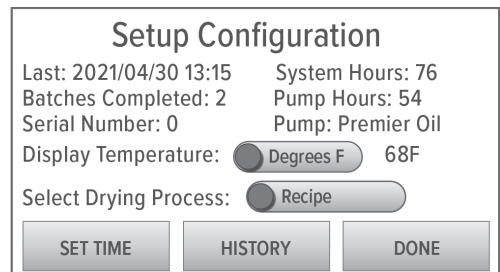 Setup Configuration
Last: 2021/04/30 13:15 System Hours: 76
Batches Completed: 2 Pump Hours: 54
Serial Number: 0 Pump: Premier Oil
Display Temperature: Degrees F 68F
Select Drying Process: Recipe
SET TIME HISTORY DONE